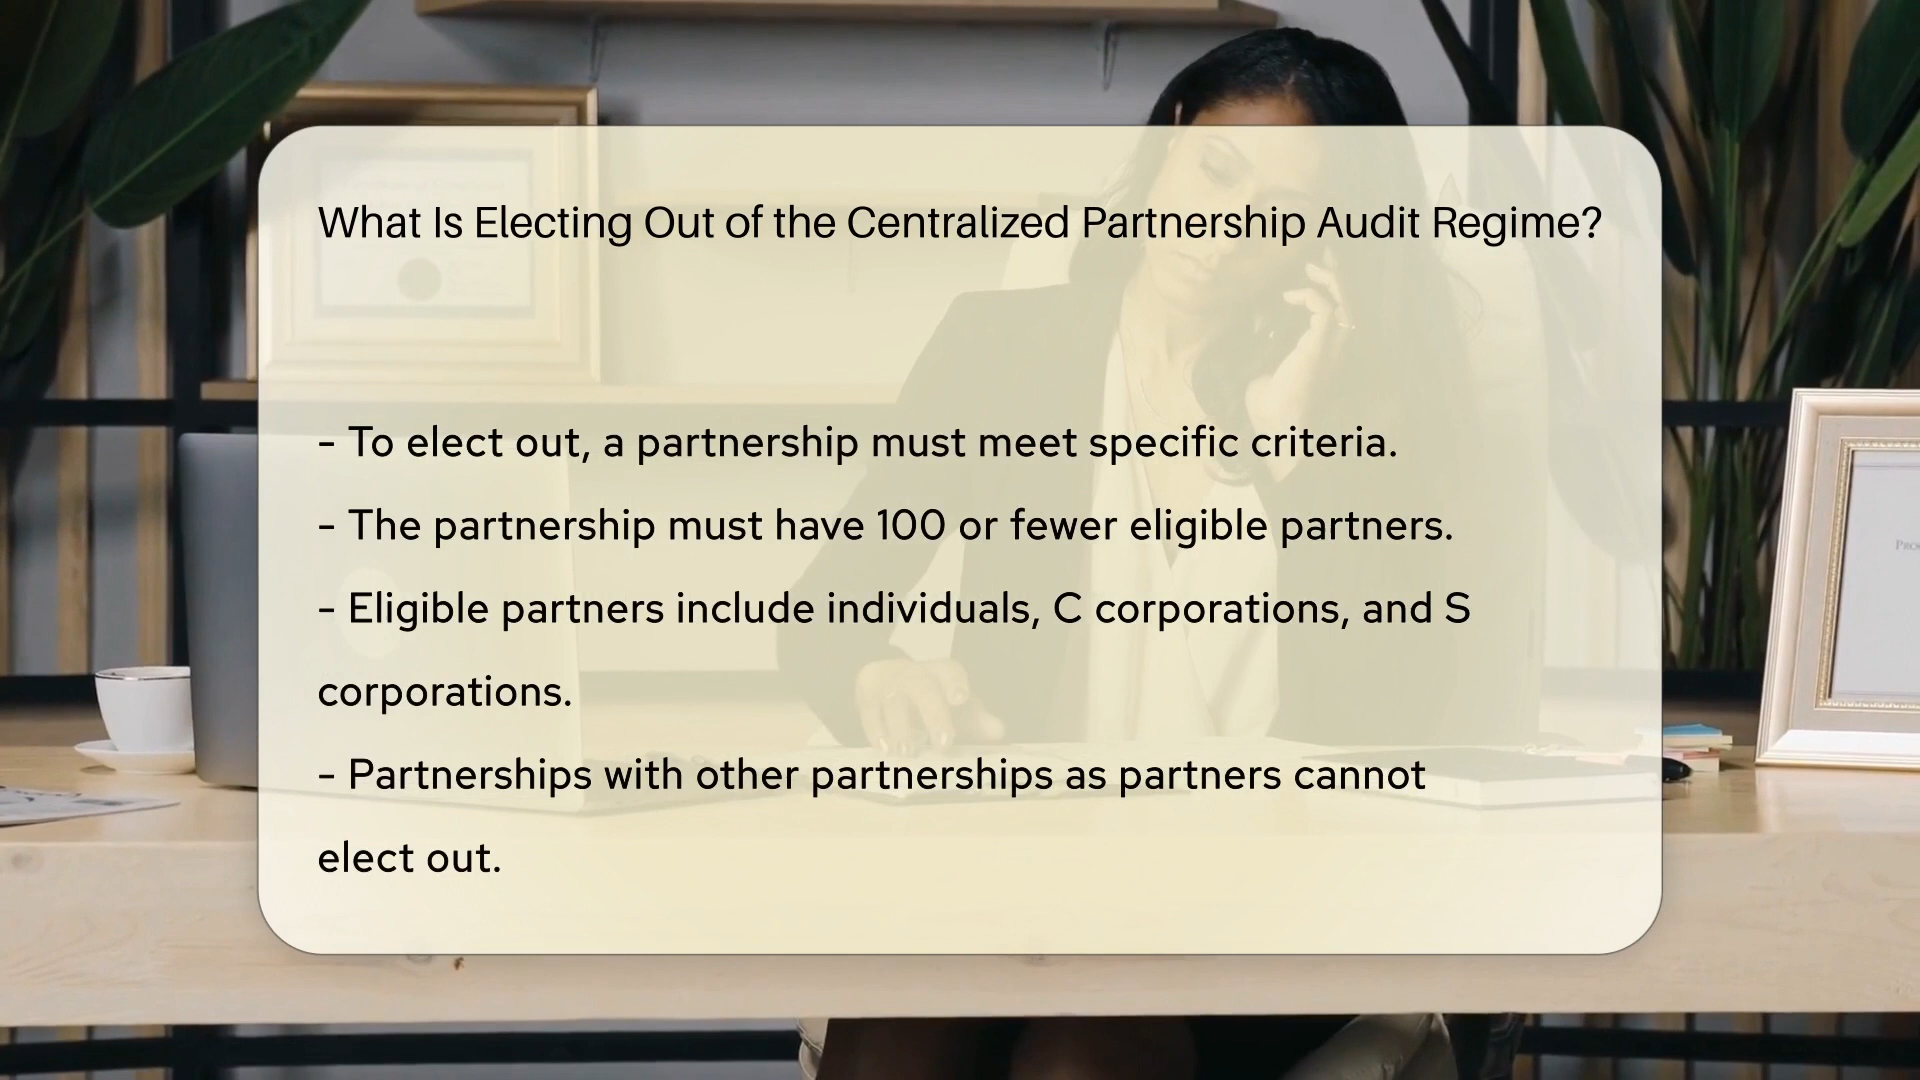 What Is Electing Out of the Centralized Partnership Audit Regime?
- To elect out, a partnership must meet specific criteria.
- The partnership must have 100 or fewer eligible partners.
- Eligible partners include individuals, C corporations, and S
corporations.
- Partnerships with other partnerships as partners cannot
elect out.